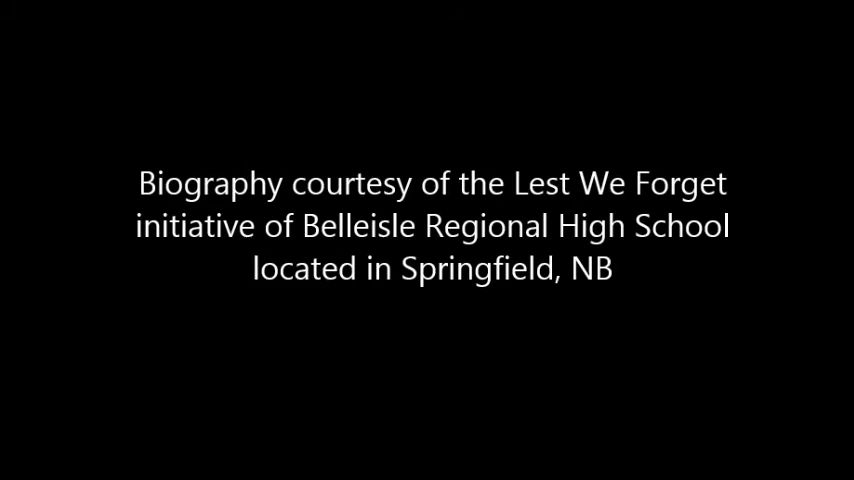 Biography courtesy of the Lest We Forget
initiative of Belleisle Regional High School
located in Springfield, NB